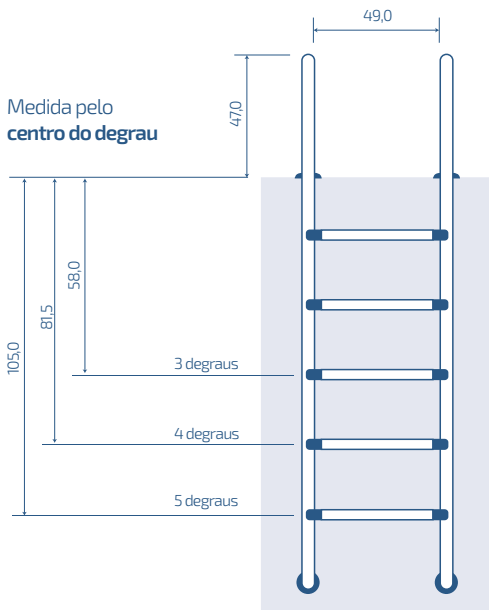 49,0
47,0
Medida pelo
centro do degrau
58,0
81,5
105,0
3 degraus
4 degraus
5 degraus